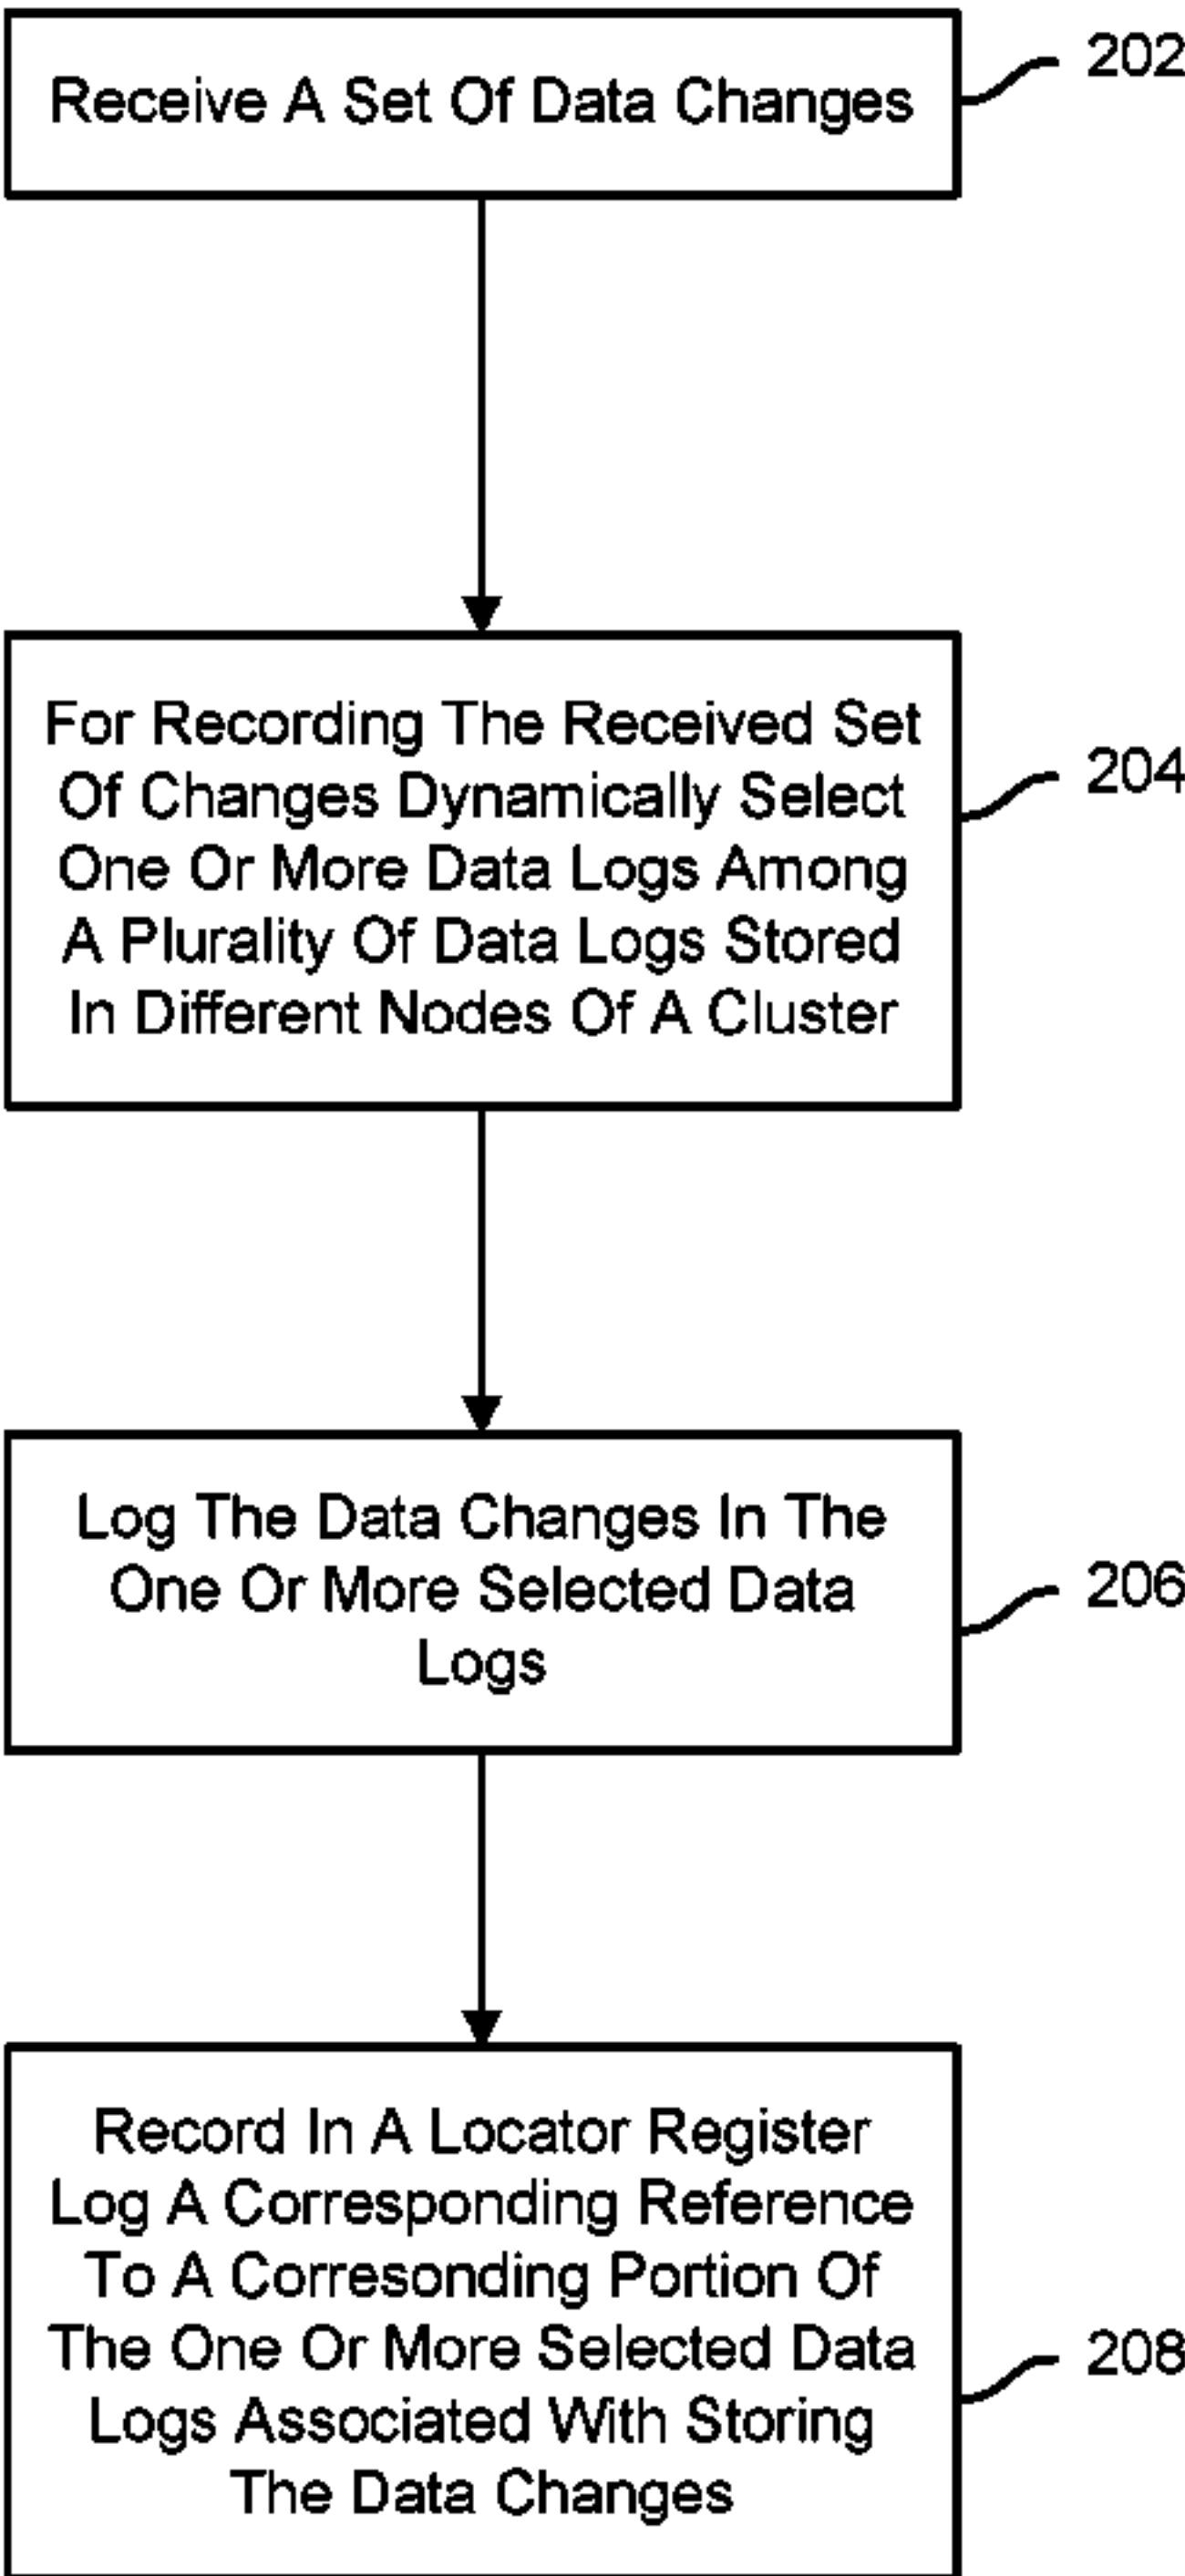 Receive A Set Of Data Changes
202
For Recording The Received Set
Of Changes Dynamically Select
One Or More Data Logs Among
A Plurality Of Data Logs Stored
In Different Nodes Of A Cluster
204
Log The Data Changes In The
One Or More Selected Data
Logs
206
Record In A Locator Register
Log A Corresponding Reference
To A Corresonding Portion Of
The One Or More Selected Data
Logs Associated With Storing
The Data Changes
208